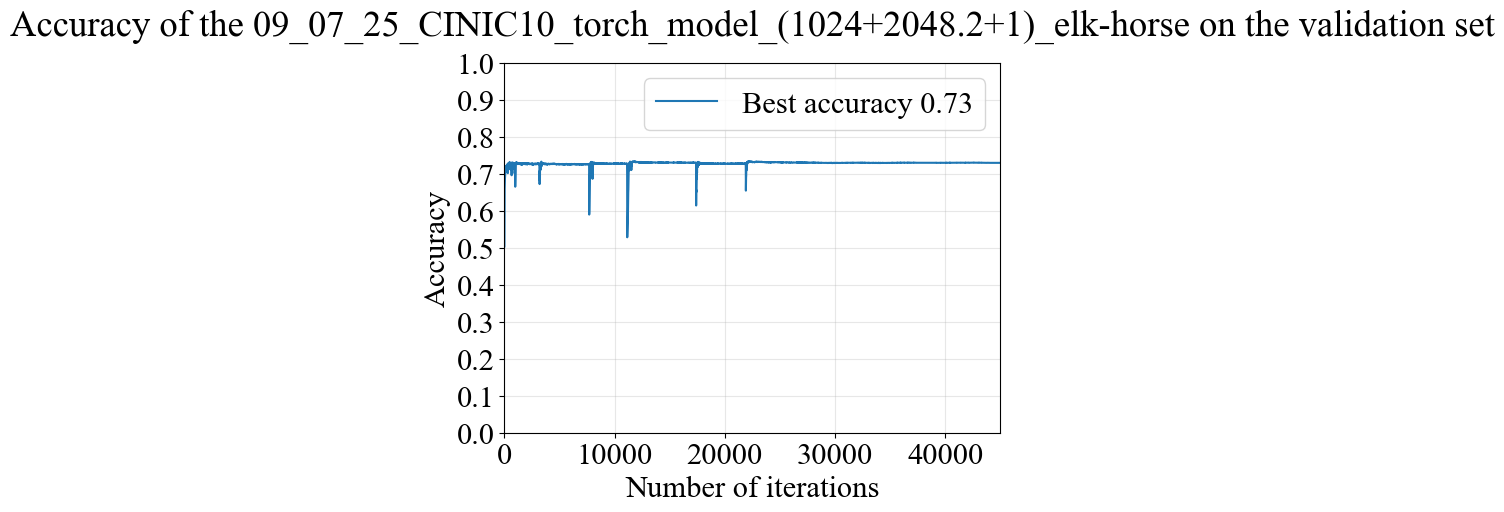 Accuracy of the 09_07_25_CINIC10_torch_model_(1024+2048.2+1)_elk-horse on the validation set
1.0
Best accuracy 0.73
0.9
0.8
0.7
0.6
0.5
0.4
0.3
0.2
0.1
0.0
Accuracy
0 10000 20000 30000 40000
Number of iterations